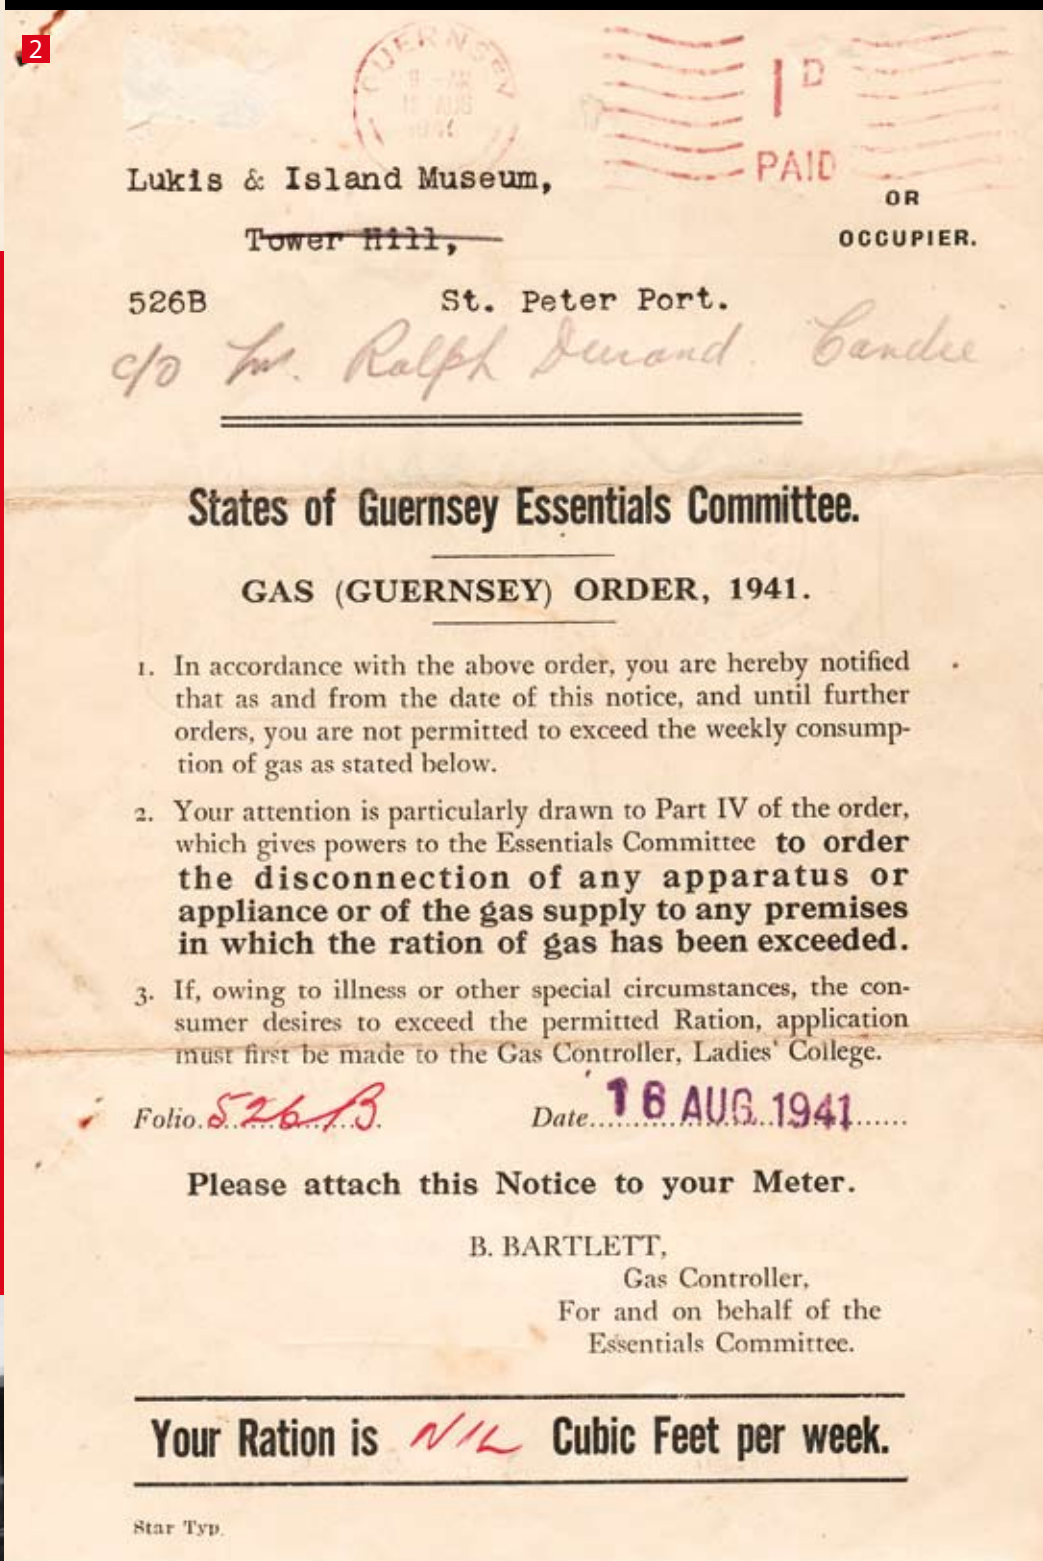 2
GUERNSEY
1D
PAID
Lukis & Island Museum,
OR
Tower Hill,
OCCUPIER.
526B St. Peter Port.
c/o Ralph Durand. Candie
States of Guernsey Essentials Committee.
GAS (GUERNSEY) ORDER, 1941.
1. In accordance with the above order, you are hereby notified
that as and from the date of this notice, and until further
orders, you are not permitted to exceed the weekly consump-
tion of gas as stated below.
2. Your attention is particularly drawn to Part IV of the order,
which gives powers to the Essentials Committee to order
the disconnection of any apparatus or
appliance or of the gas supply to any premises
in which the ration of gas has been exceeded.
3. If, owing to illness or other special circumstances, the con-
sumer desires to exceed the permitted Ration, application
must first be made to the Gas Controller, Ladies' College.
Folio. 526B. Date 16 AUG. 1941
Please attach this Notice to your Meter.
B. BARTLETT,
Gas Controller,
For and on behalf of the
Essentials Committee.
Your Ration is NIL Cubic Feet per week.
Star Typ.